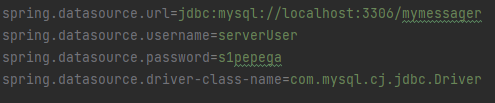 spring.datasource.url=jdbc:mysql://localhost:3306/mymessager
spring.datasource.username=serverUser
spring.datasource.password=s1pepega
spring.datasource.driver-class-name=com.mysql.cj.jdbc.Driver